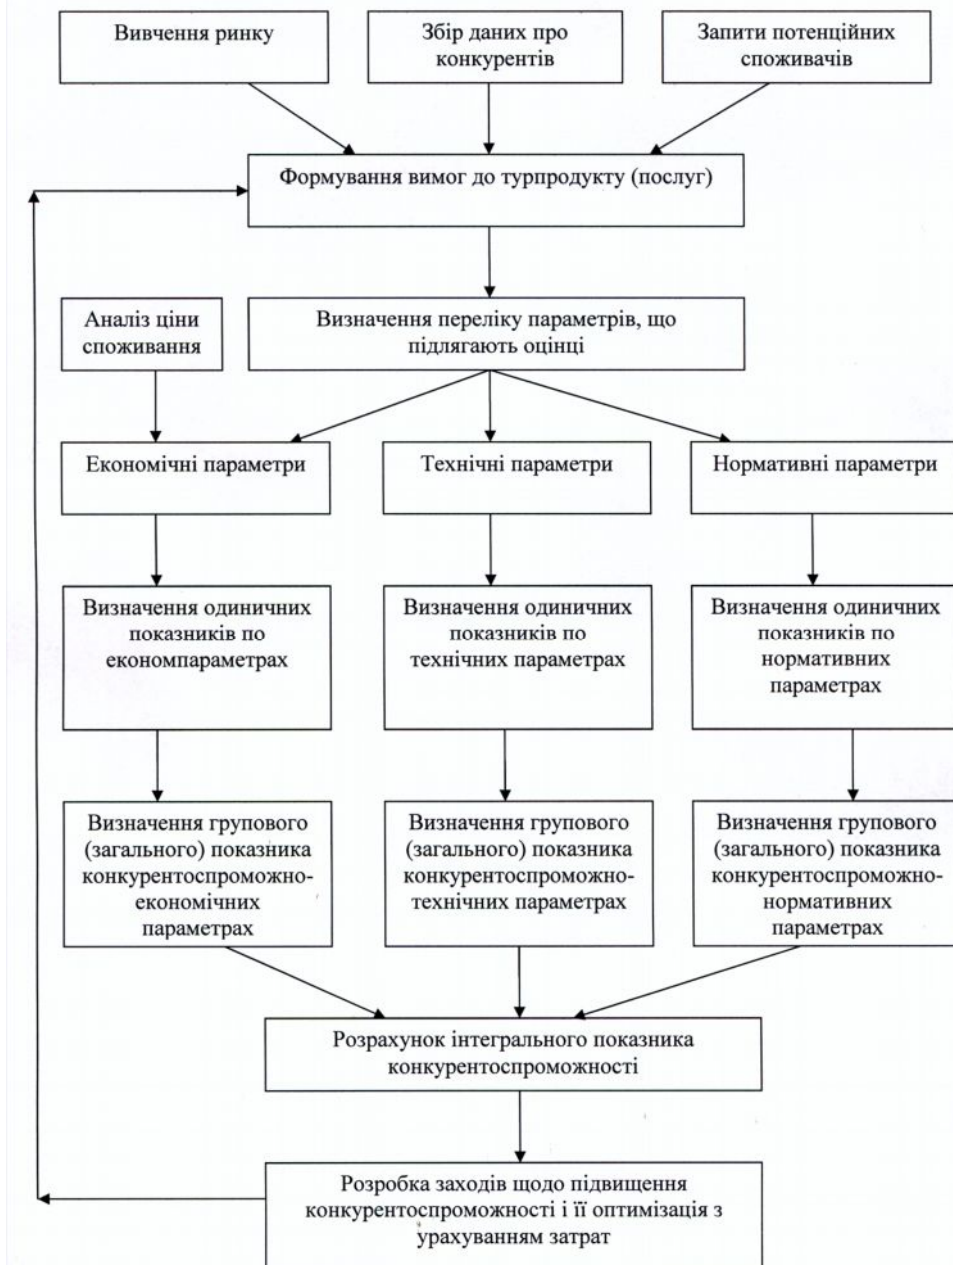 Вивчення ринку
Збір даних про
конкурентів
Запити потенційних
споживачів
Формування вимог до турпродукту (послуг)
Аналіз ціни
споживання
Визначення переліку параметрів, що
підлягають оцінці
Економічні параметри
Технічні параметри
Нормативні параметри
Визначення одиничних
показників по
економпараметрах
Визначення одиничних
показників по
технічних параметрах
Визначення одиничних
показників по
нормативних
параметрах
Визначення групового
(загального) показника
конкурентоспроможно-
економічних
параметрах
Визначення групового
(загального) показника
конкурентоспроможно-
технічних параметрах
Визначення групового
(загального) показника
конкурентоспроможно-
нормативних
параметрах
Розрахунок інтегрального показника
конкурентоспроможності
Розробка заходів щодо підвищення
конкурентоспроможності і її оптимізація з
урахуванням затрат